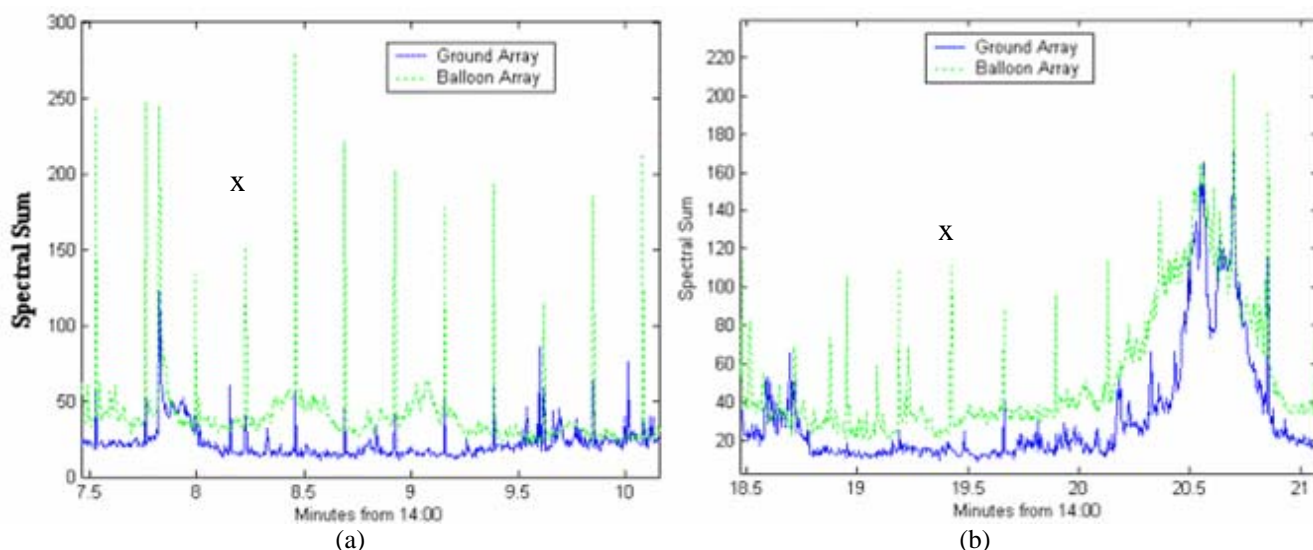 300
250
200
150
100
50
0
Spectral Sum
Ground Array
Balloon Array
x
7.5 8 8.5 9 9.5 10
Minutes from 14:00
(a)
220
200
180
160
140
120
100
80
60
40
20
Spectral Sum
Ground Array
Balloon Array
x
18.5 19 19.5 20 20.5 21
Minutes from 14:00
(b)